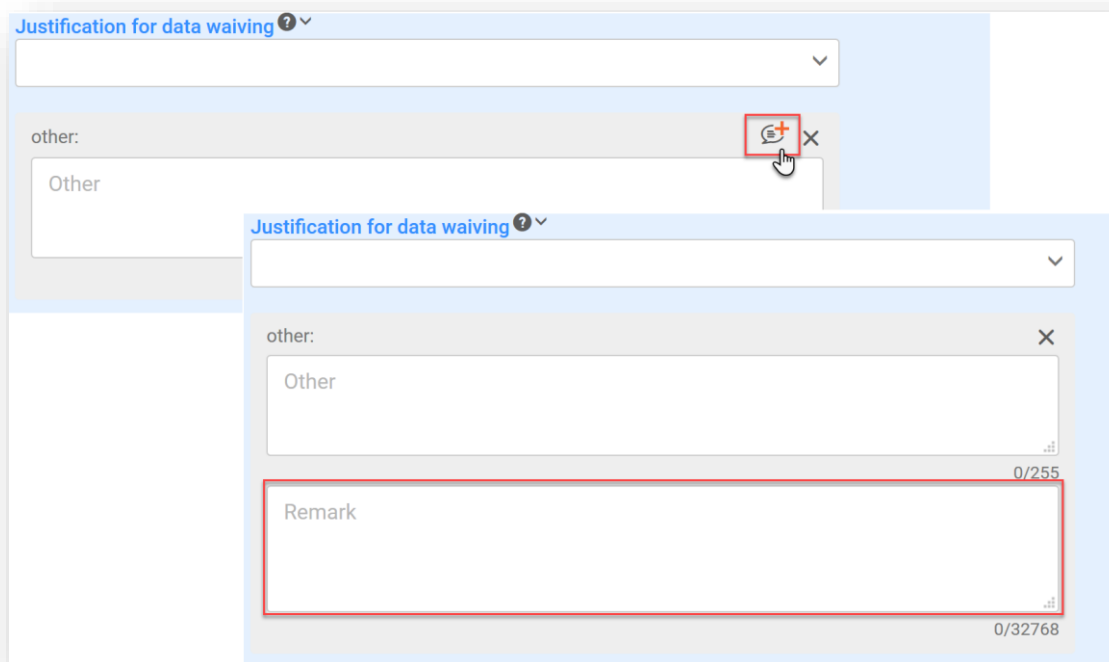 Justification for data waiving
other:
Other
Justification for data waiving
other:
Other
0/255
Remark
0/32768